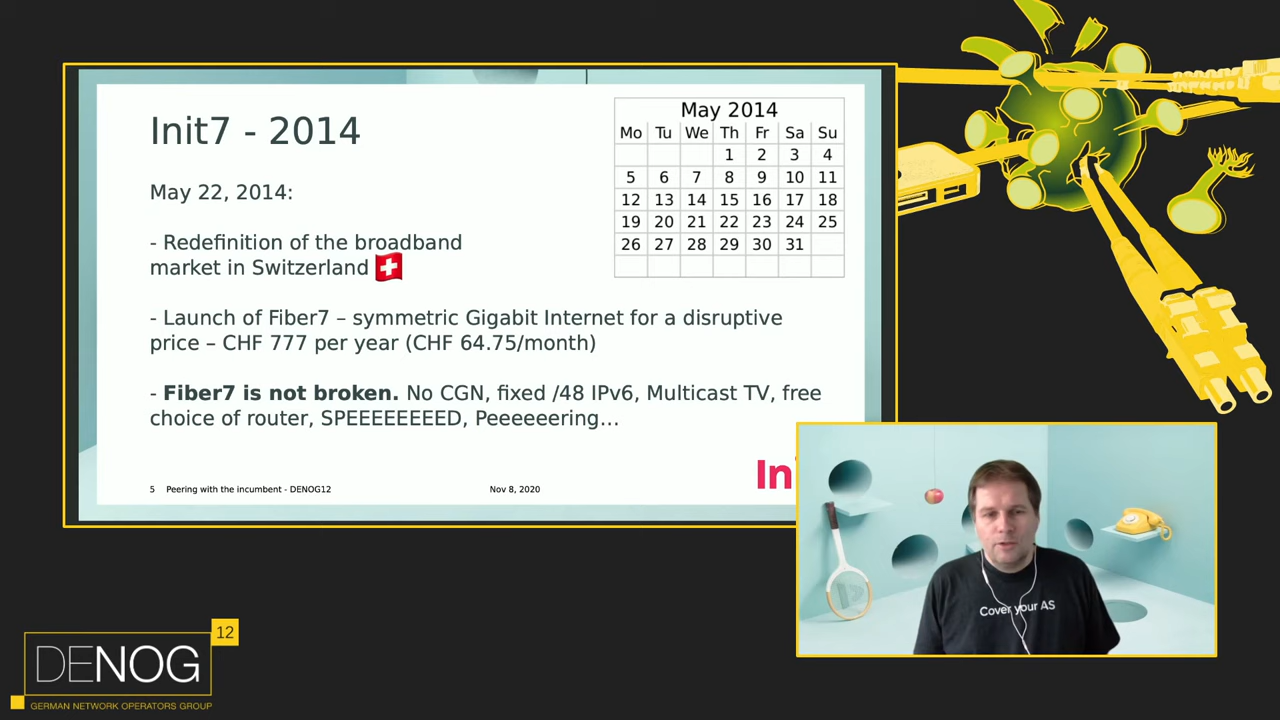 Init7 - 2014
May 2014
Mo Tu We Th Fr Sa Su
1 2 3 4
5 6 7 8 9 10 11
12 13 14 15 16 17 18
19 20 21 22 23 24 25
26 27 28 29 30 31
May 22, 2014:
- Redefinition of the broadband
market in Switzerland 🇨🇭
- Launch of Fiber7 – symmetric Gigabit Internet for a disruptive
price – CHF 777 per year (CHF 64.75/month)
- Fiber7 is not broken. No CGN, fixed /48 IPv6, Multicast TV, free
choice of router, SPEEEEEEEED, Peeeeeering…
5 Peering with the incumbent - DENOG12 Nov 8, 2020
In
Cover your AS
12
DENOG
GERMAN NETWORK OPERATORS GROUP